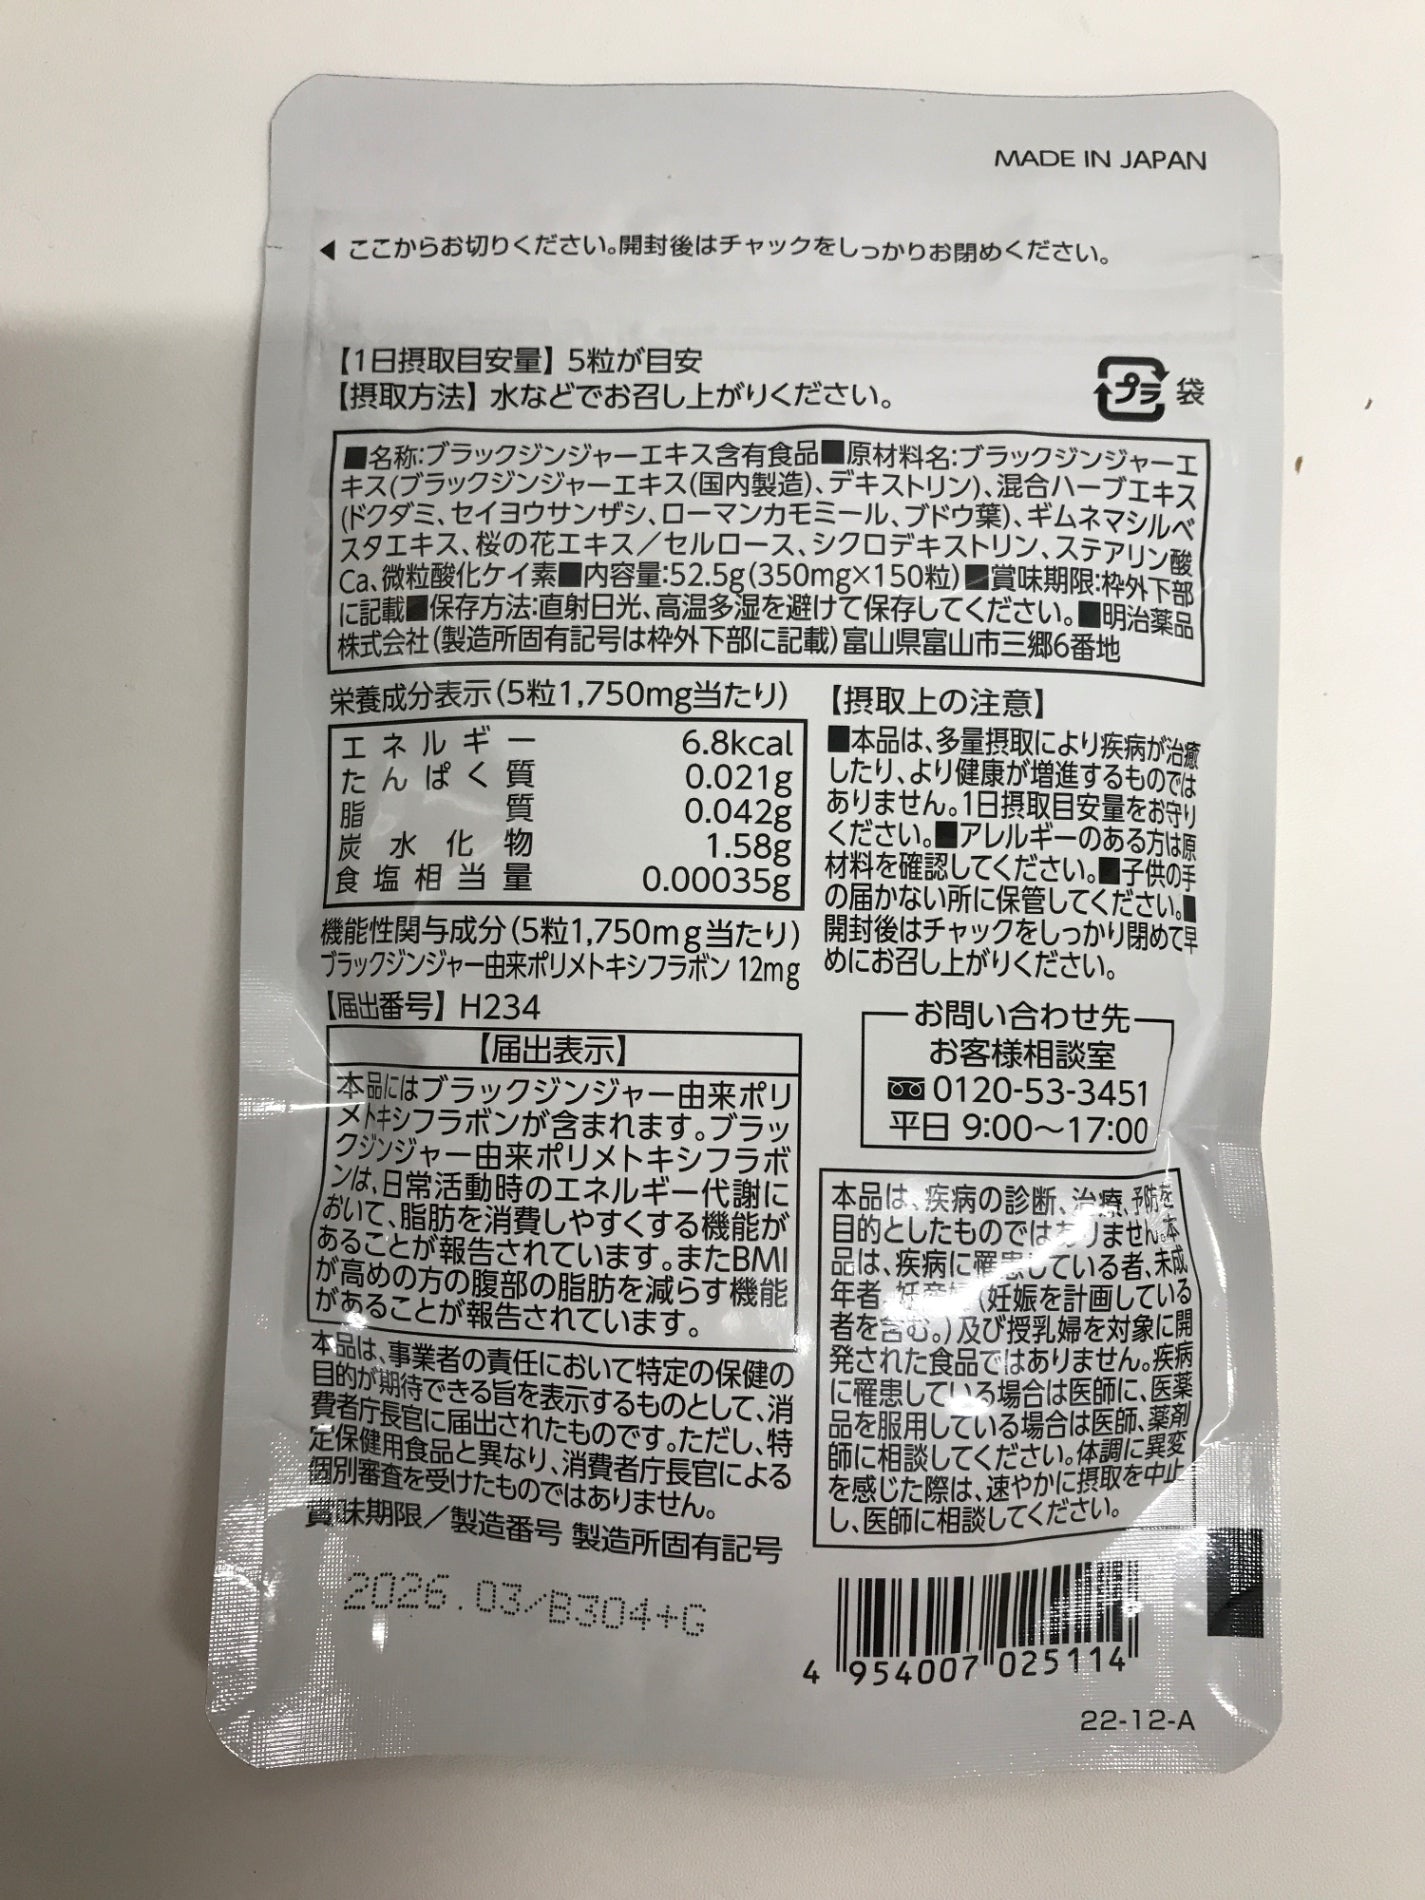 MADE IN JAPAN
◀ ここからお切りください。開封後はチャックをしっかりお閉めください。
【1日摂取目安量】 5粒が目安
【摂取方法】 水などでお召し上がりください。
プラ 袋
■名称:ブラックジンジャーエキス含有食品■原材料名:ブラックジンジャーエ
キス(ブラックジンジャーエキス(国内製造)、デキストリン)、混合ハーブエキス
(ドクダミ、セイヨウサンザシ、ローマンカモミール、ブドウ葉)、ギムネマシルベ
スタエキス、桜の花エキス/セルロース、シクロデキストリン、ステアリン酸
Ca、微粒酸化ケイ素■内容量:52.5g(350mg×150粒)■賞味期限:枠外下部
に記載■保存方法:直射日光、高温多湿を避けて保存してください。■明治薬品
株式会社(製造所固有記号は枠外下部に記載)富山県富山市三郷6番地
栄養成分表示(5粒1,750mg当たり)
エネルギー 6.8kcal
たんぱく質 0.021g
脂質 0.042g
炭水化物 1.58g
食塩相当量 0.00035g
機能性関与成分(5粒1,750mg当たり)
ブラックジンジャー由来ポリメトキシフラボン 12mg
【届出番号】 H234
【届出表示】
本品にはブラックジンジャー由来ポリ
メトキシフラボンが含まれます。ブラッ
クジンジャー由来ポリメトキシフラボ
ンは、日常活動時のエネルギー代謝に
おいて、脂肪を消費しやすくする機能が
あることが報告されています。またBMI
が高めの方の腹部の脂肪を減らす機能
があることが報告されています。
本品は、事業者の責任において特定の保健の
目的が期待できる旨を表示するものとして、消
費者庁長官に届出されたものです。ただし、特
定保健用食品と異なり、消費者庁長官による
個別審査を受けたものではありません。
賞味期限/製造番号 製造所固有記号
2026.03/B304+G
【摂取上の注意】
■本品は、多量摂取により疾病が治癒
したり、より健康が増進するものでは
ありません。1日摂取目安量をお守り
ください。■アレルギーのある方は原
材料を確認してください。■子供の手
の届かない所に保管してください。■
開封後はチャックをしっかり閉めて早
めにお召し上がりください。
お問い合わせ先
お客様相談室
0120-53-3451
平日 9:00〜17:00
本品は、疾病の診断、治療、予防を
目的としたものではありません。本
品は、疾病に罹患している者、未成
年者、妊産婦(妊娠を計画している
者を含む。)及び授乳婦を対象に開
発された食品ではありません。疾病
に罹患している場合は医師に、医薬
品を服用している場合は医師、薬剤
師に相談してください。体調に異変
を感じた際は、速やかに摂取を中止
し、医師に相談してください。
4 954007 025114
22-12-A